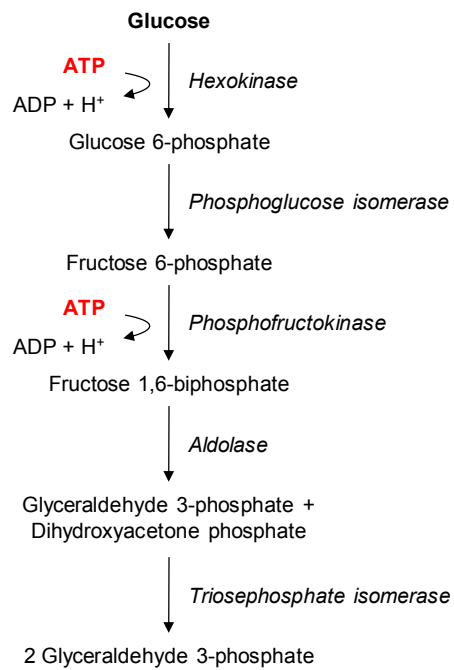 Glucose
ATP
Hexokinase
ADP + H⁺
Glucose 6-phosphate
Phosphoglucose isomerase
Fructose 6-phosphate
ATP
Phosphofructokinase
ADP + H⁺
Fructose 1,6-biphosphate
Aldolase
Glyceraldehyde 3-phosphate +
Dihydroxyacetone phosphate
Triosephosphate isomerase
2 Glyceraldehyde 3-phosphate